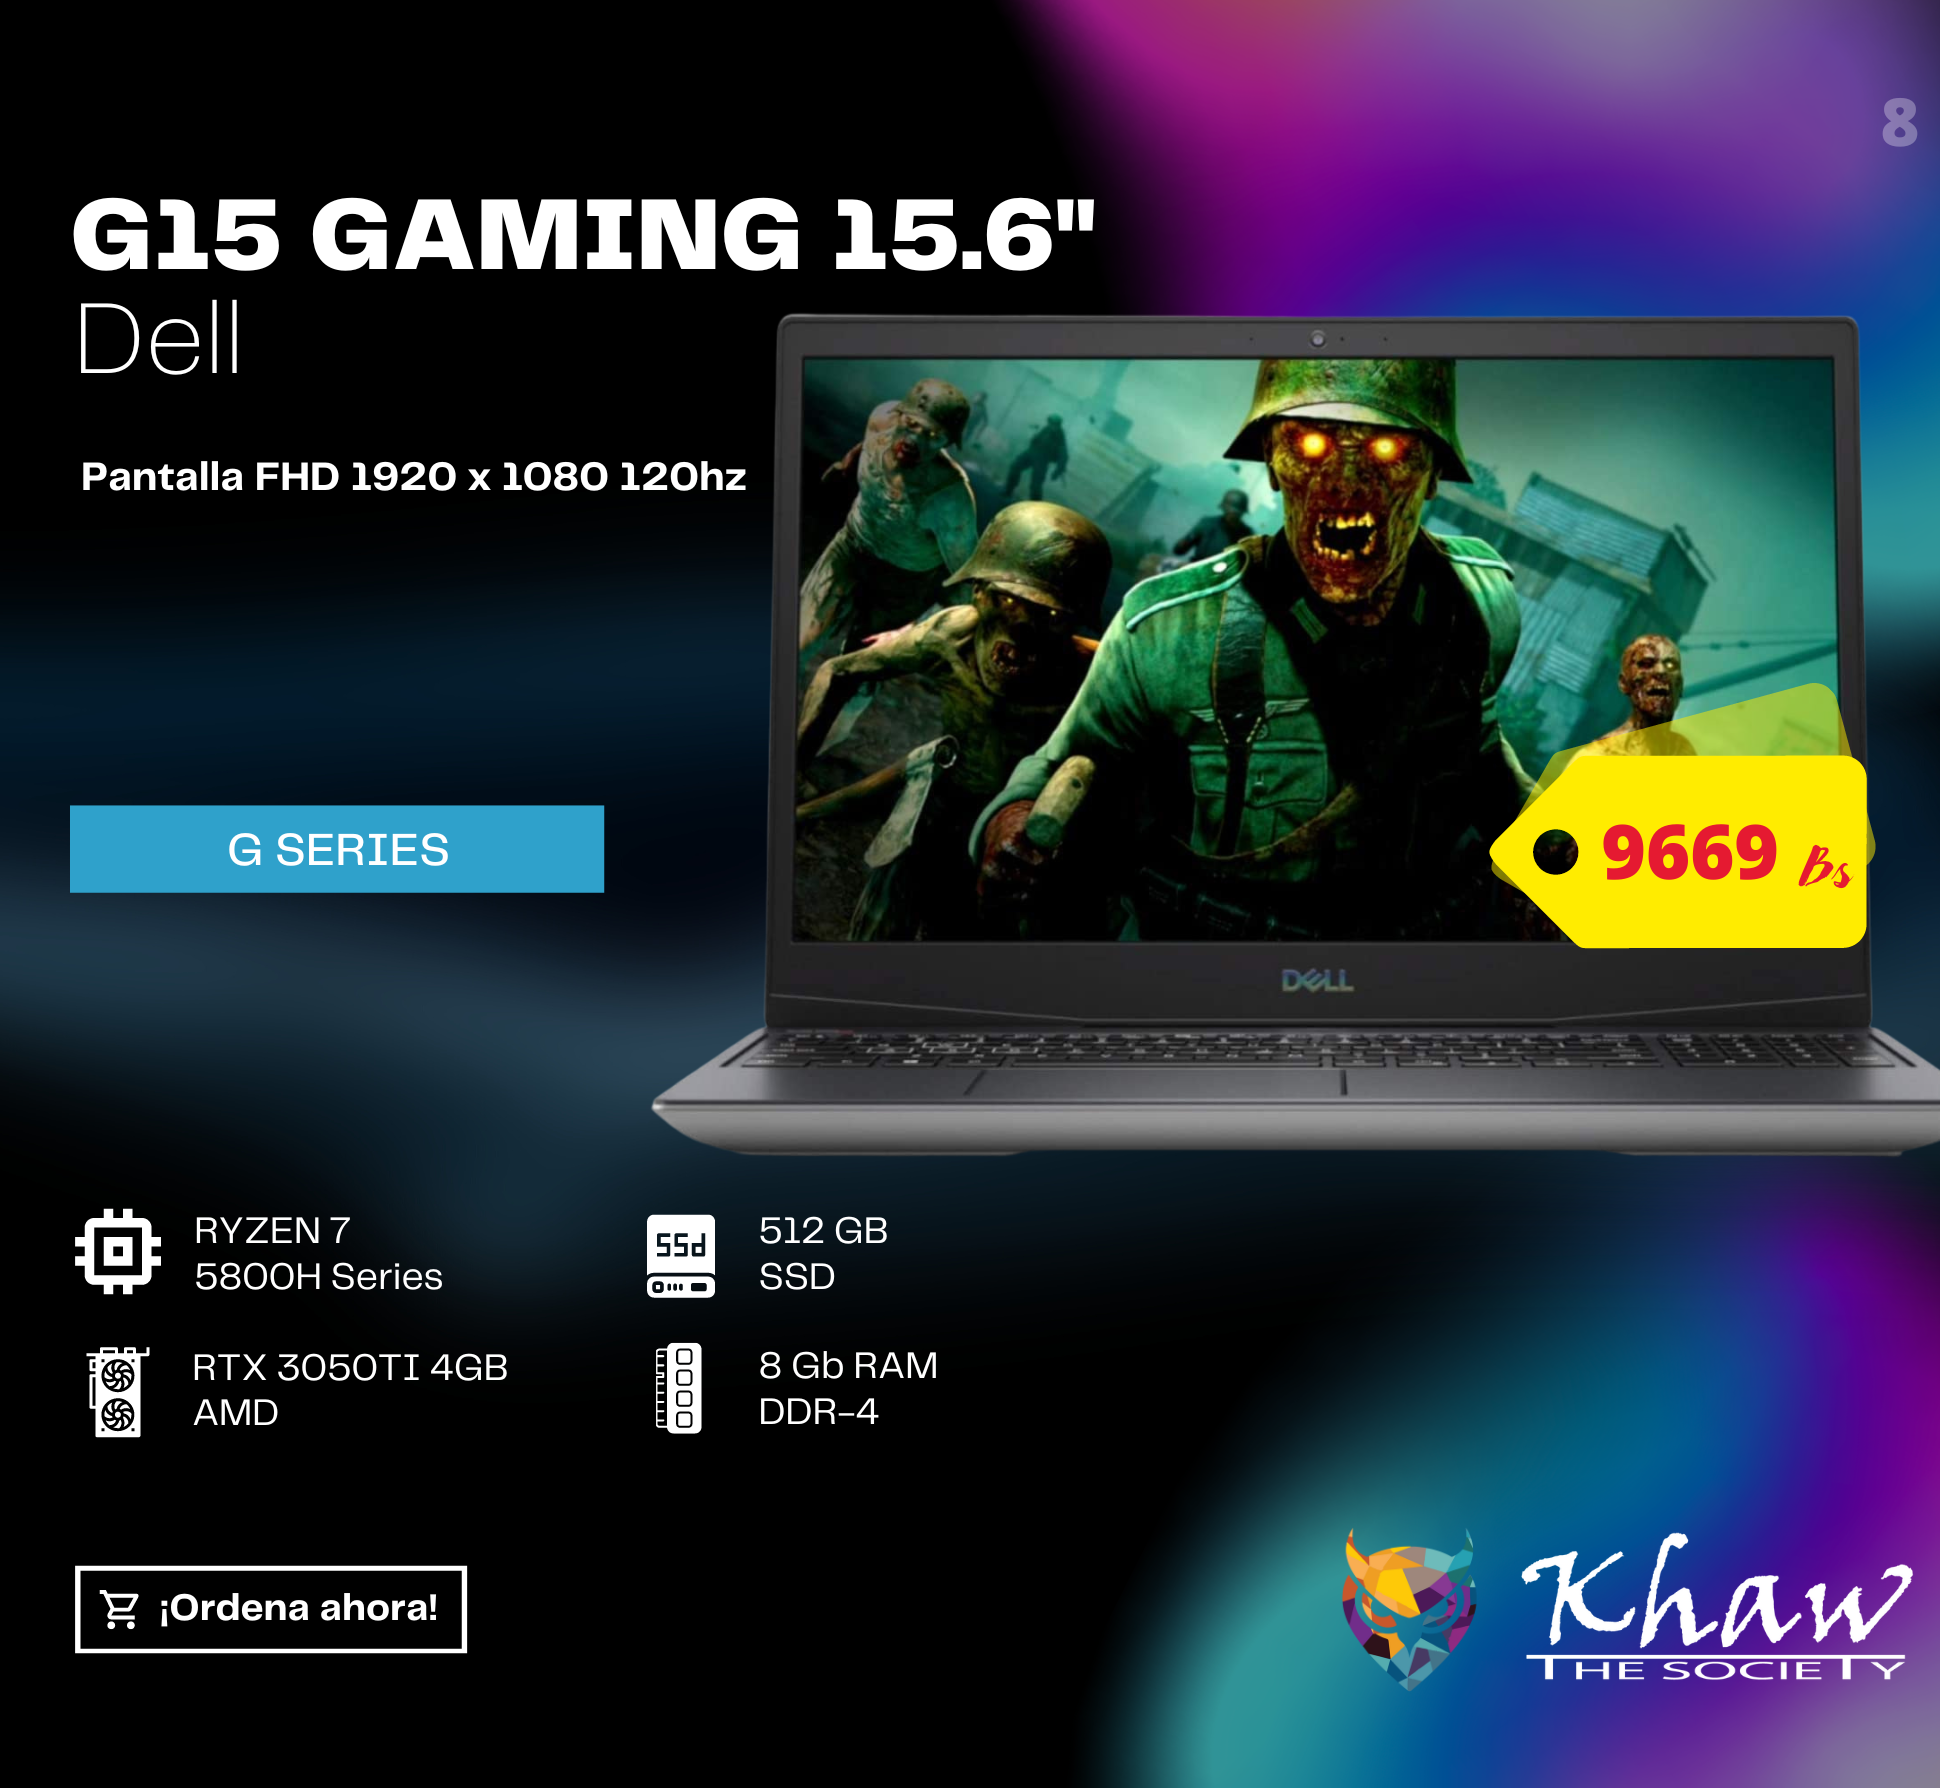 8
G15 GAMING 15.6"
Dell
Pantalla FHD 1920 x 1080 120hz
G SERIES
9669 Bs
DELL
RYZEN 7
5800H Series
ssd
512 GB
SSD
RTX 3050TI 4GB
AMD
8 Gb RAM
DDR-4
¡Ordena ahora!
Khaw
THE SOCIETY